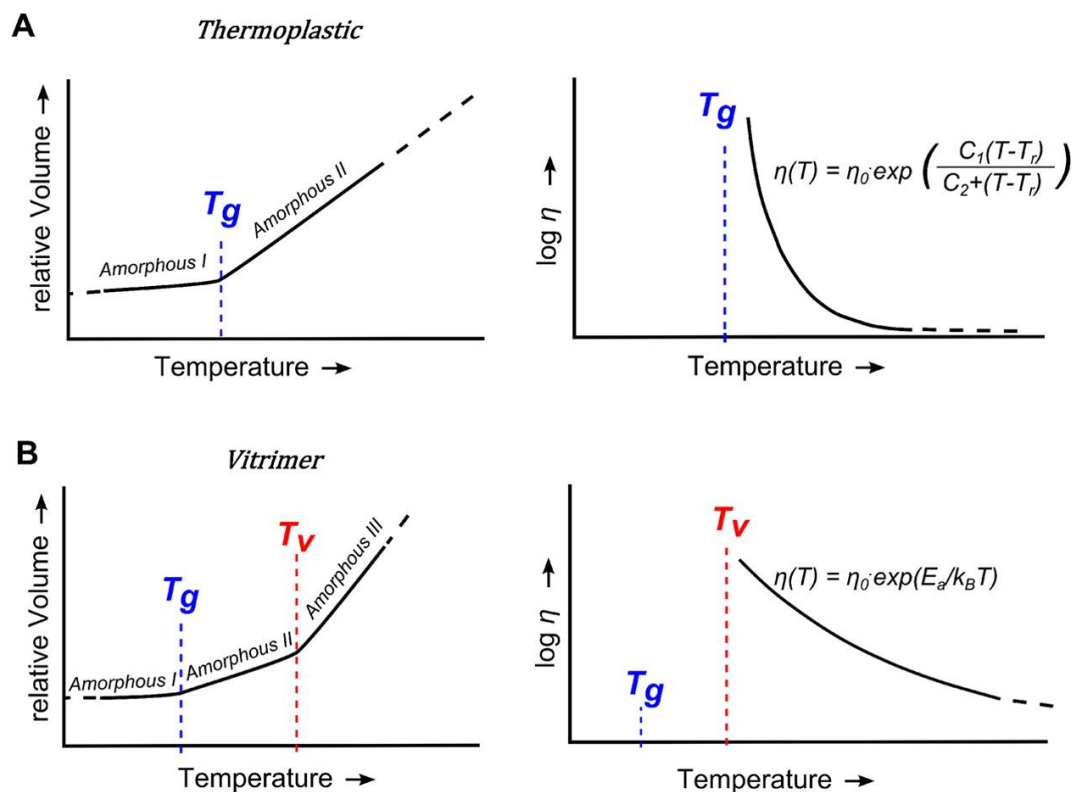 A
Thermoplastic
relative Volume →
Tg
Amorphous I
Amorphous II
Temperature →
log η →
Tg
η(T) = η₀·exp ( C₁(T-Tᵣ) / C₂+(T-Tᵣ) )
Temperature →
B
Vitrimer
relative Volume →
Tg
Tv
Amorphous I
Amorphous II
Amorphous III
Temperature →
log η →
Tg
Tv
η(T) = η₀·exp(Eₐ/k_BT)
Temperature →